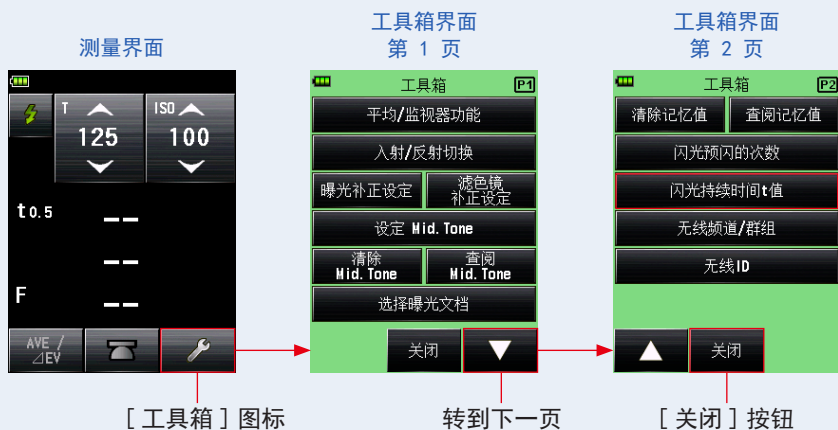 测量界面
T
ISO
125
100
t0.5
--
--
F
--
AVE /
⊿EV
[ 工具箱 ] 图标
工具箱界面
第 1 页
工具箱
P1
平均/监视器功能
入射/反射切换
曝光补正设定
滤色镜
补正设定
设定 Mid. Tone
清除
Mid. Tone
查阅
Mid. Tone
选择曝光文档
关闭
转到下一页
工具箱界面
第 2 页
工具箱
P2
清除记忆值
查阅记忆值
闪光预闪的次数
闪光持续时间t值
无线频道/群组
无线ID
关闭
[ 关闭 ] 按钮